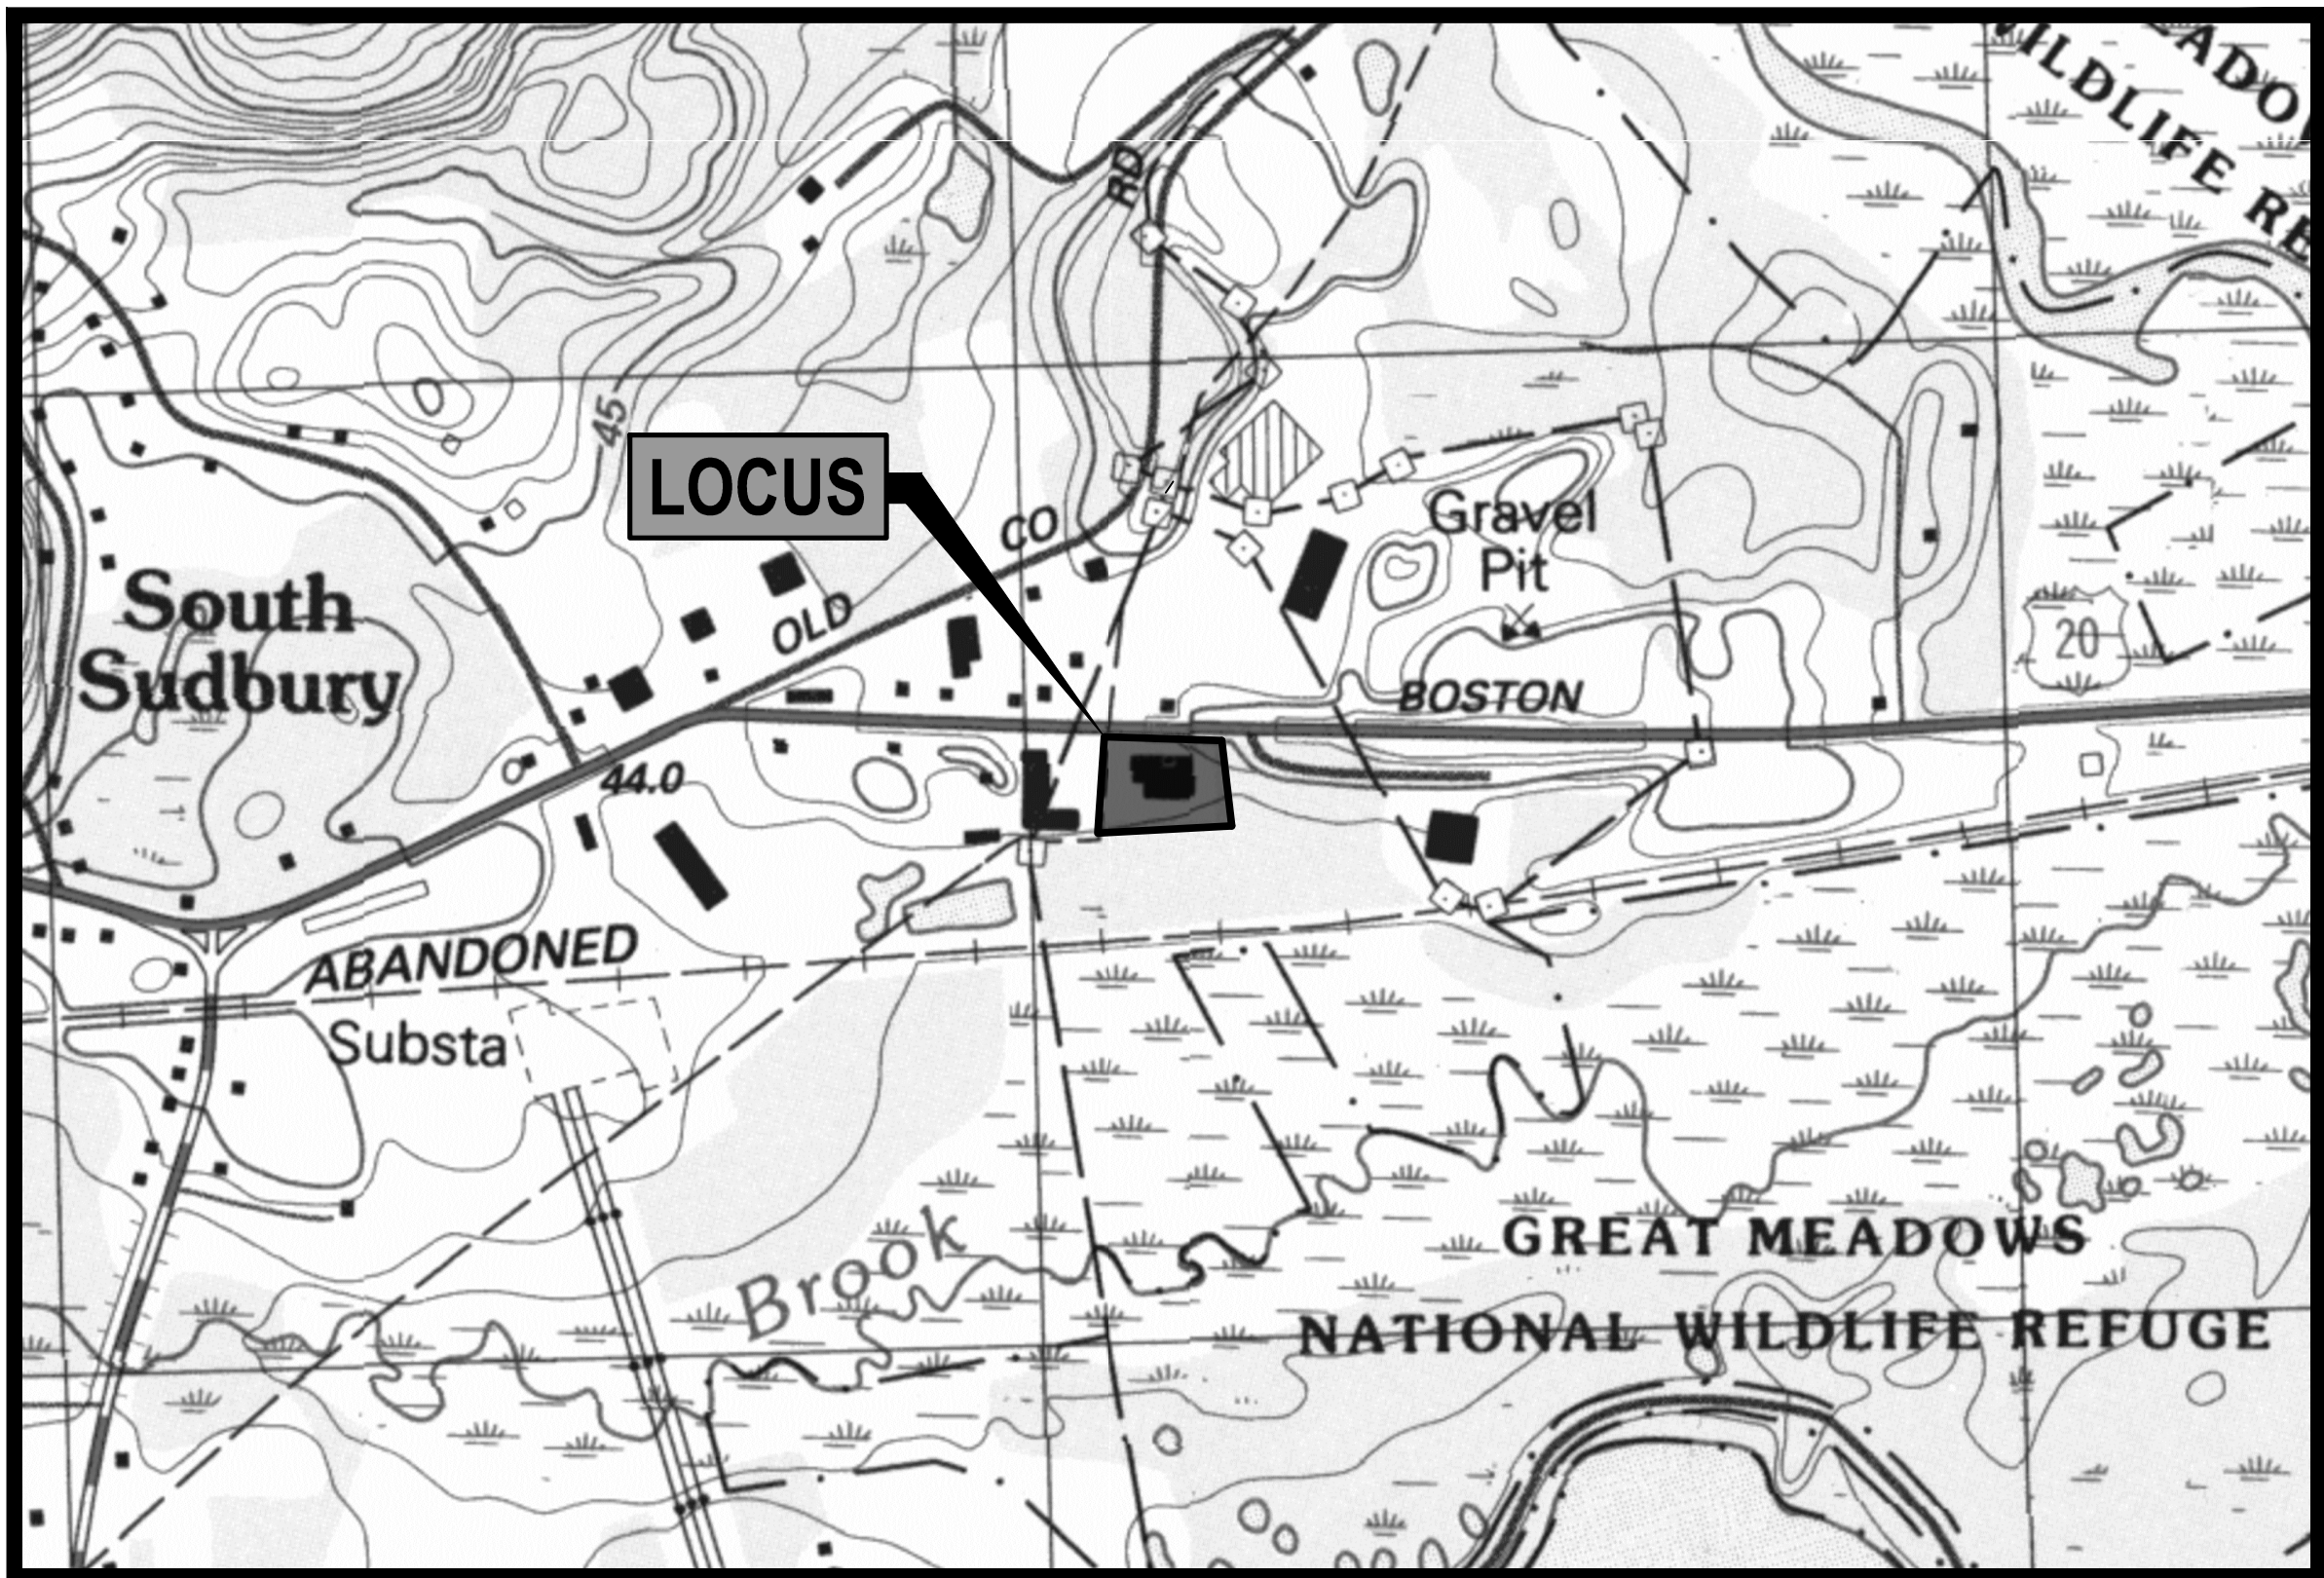 WILDLIFE RE
RD
45
LOCUS
CO
OLD
Gravel
Pit
South
Sudbury
20
BOSTON
44.0
ABANDONED
Substa
Brook
GREAT MEADOWS
NATIONAL WILDLIFE REFUGE